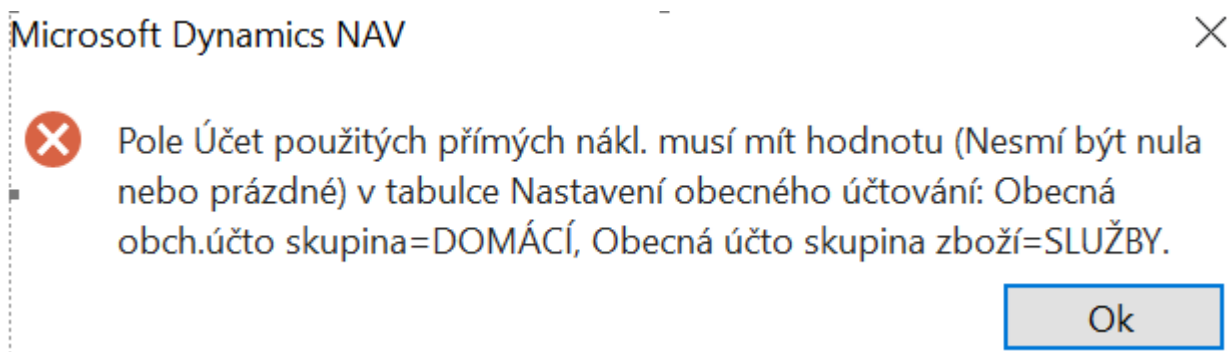 Microsoft Dynamics NAV
Pole Účet použitých přímých nákl. musí mít hodnotu (Nesmí být nula
nebo prázdné) v tabulce Nastavení obecného účtování: Obecná
obch.účto skupina=DOMÁCÍ, Obecná účto skupina zboží=SLUŽBY.
Ok